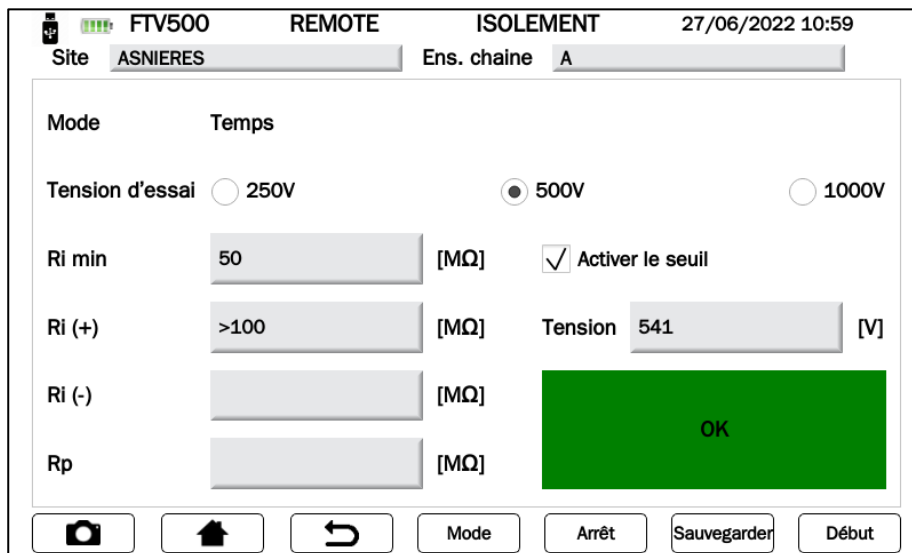 FTV500 REMOTE ISOLEMENT 27/06/2022 10:59
Site ASNIERES Ens. chaine A
Mode Temps
Tension d'essai 250V 500V 1000V
Ri min 50 [MΩ] Activer le seuil
Ri (+) >100 [MΩ] Tension 541 [V]
Ri (-) [MΩ]
OK
Rp [MΩ]
Mode Arrêt Sauvegarder Début